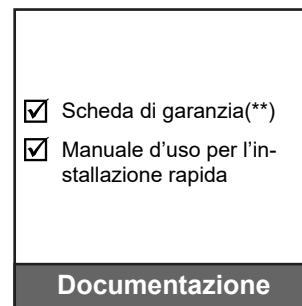 Scheda di garanzia(**)
Manuale d'uso per l'in-
stallazione rapida
Documentazione